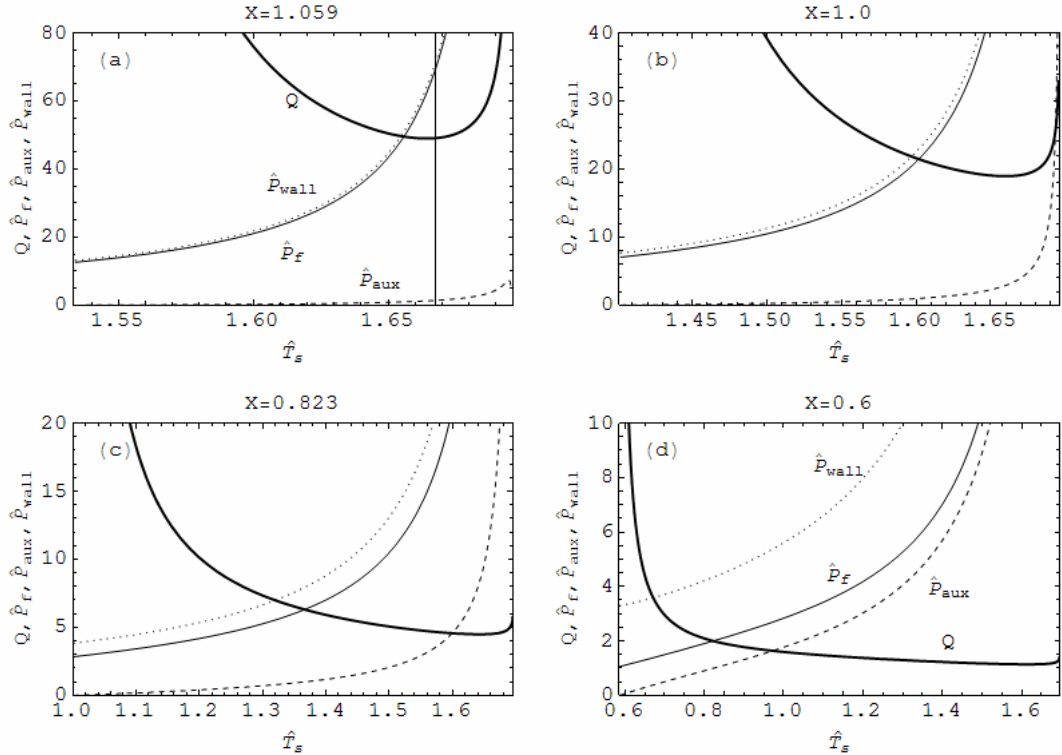 X=1.059
(a)
Q
P̂wall
P̂f
P̂aux
Q, P̂f, P̂aux, P̂wall
0
20
40
60
80
1.55
1.60
1.65
T̂s
X=1.0
(b)
Q, P̂f, P̂aux, P̂wall
0
10
20
30
40
1.45
1.50
1.55
1.60
1.65
T̂s
X=0.823
(c)
Q, P̂f, P̂aux, P̂wall
0
5
10
15
20
1.0
1.1
1.2
1.3
1.4
1.5
1.6
T̂s
X=0.6
(d)
P̂wall
P̂f
P̂aux
Q
Q, P̂f, P̂aux, P̂wall
0
2
4
6
8
10
0.6
0.8
1.0
1.2
1.4
1.6
T̂s